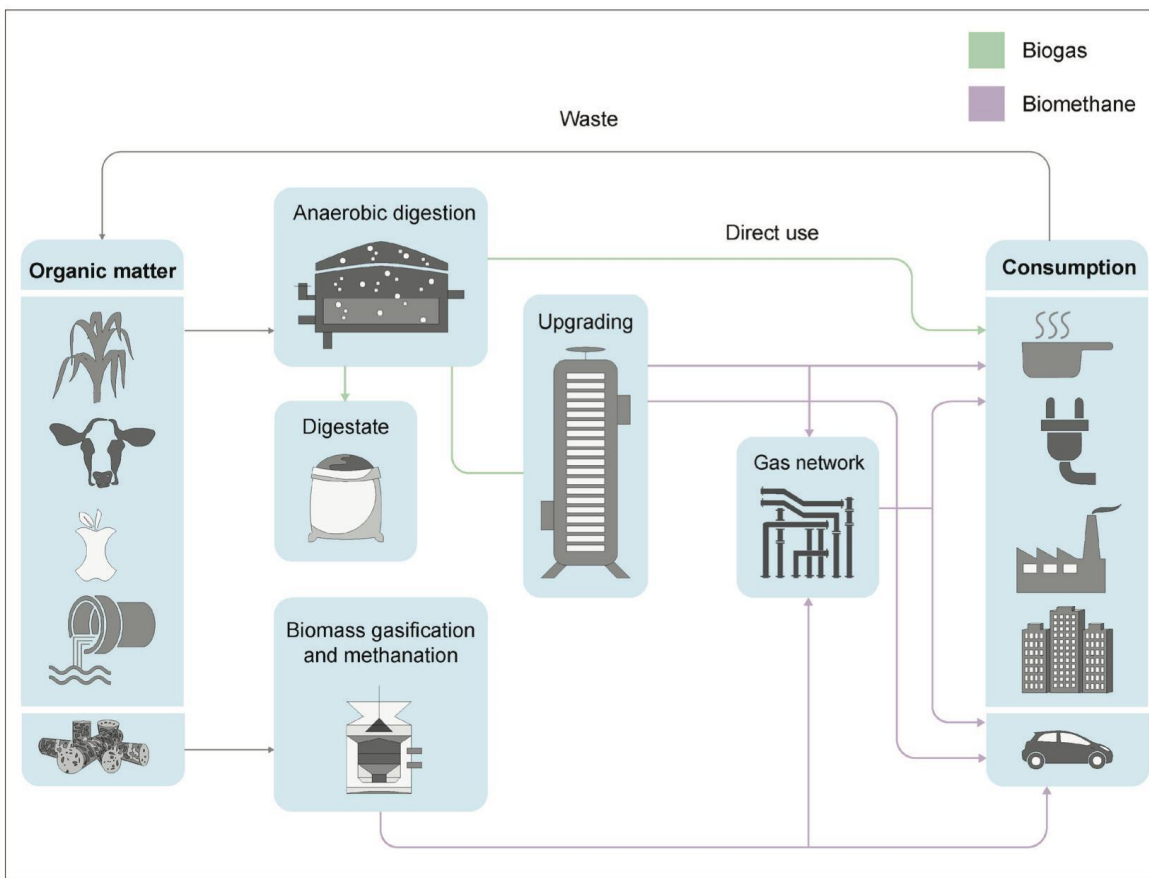 Biogas
Biomethane
Waste
Anaerobic digestion
Direct use
Organic matter
Consumption
Upgrading
Digestate
Gas network
Biomass gasification
and methanation